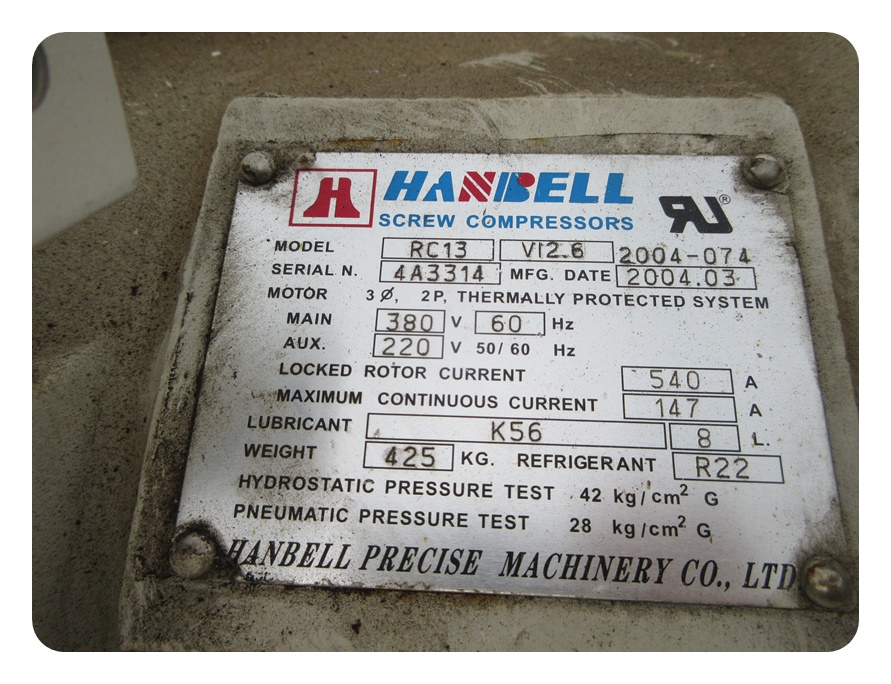 H HANBELL
SCREW COMPRESSORS
RU ®
MODEL RC13 VI2.6 2004-074
SERIAL N. 4A3314 MFG. DATE 2004.03
MOTOR 3 Ø, 2P, THERMALLY PROTECTED SYSTEM
MAIN 380 V 60 Hz
AUX. 220 V 50/60 Hz
LOCKED ROTOR CURRENT 540 A
MAXIMUM CONTINUOUS CURRENT 147 A
LUBRICANT K56 8 L.
WEIGHT 425 KG. REFRIGERANT R22
HYDROSTATIC PRESSURE TEST 42 kg/cm² G
PNEUMATIC PRESSURE TEST 28 kg/cm² G
HANBELL PRECISE MACHINERY CO., LTD